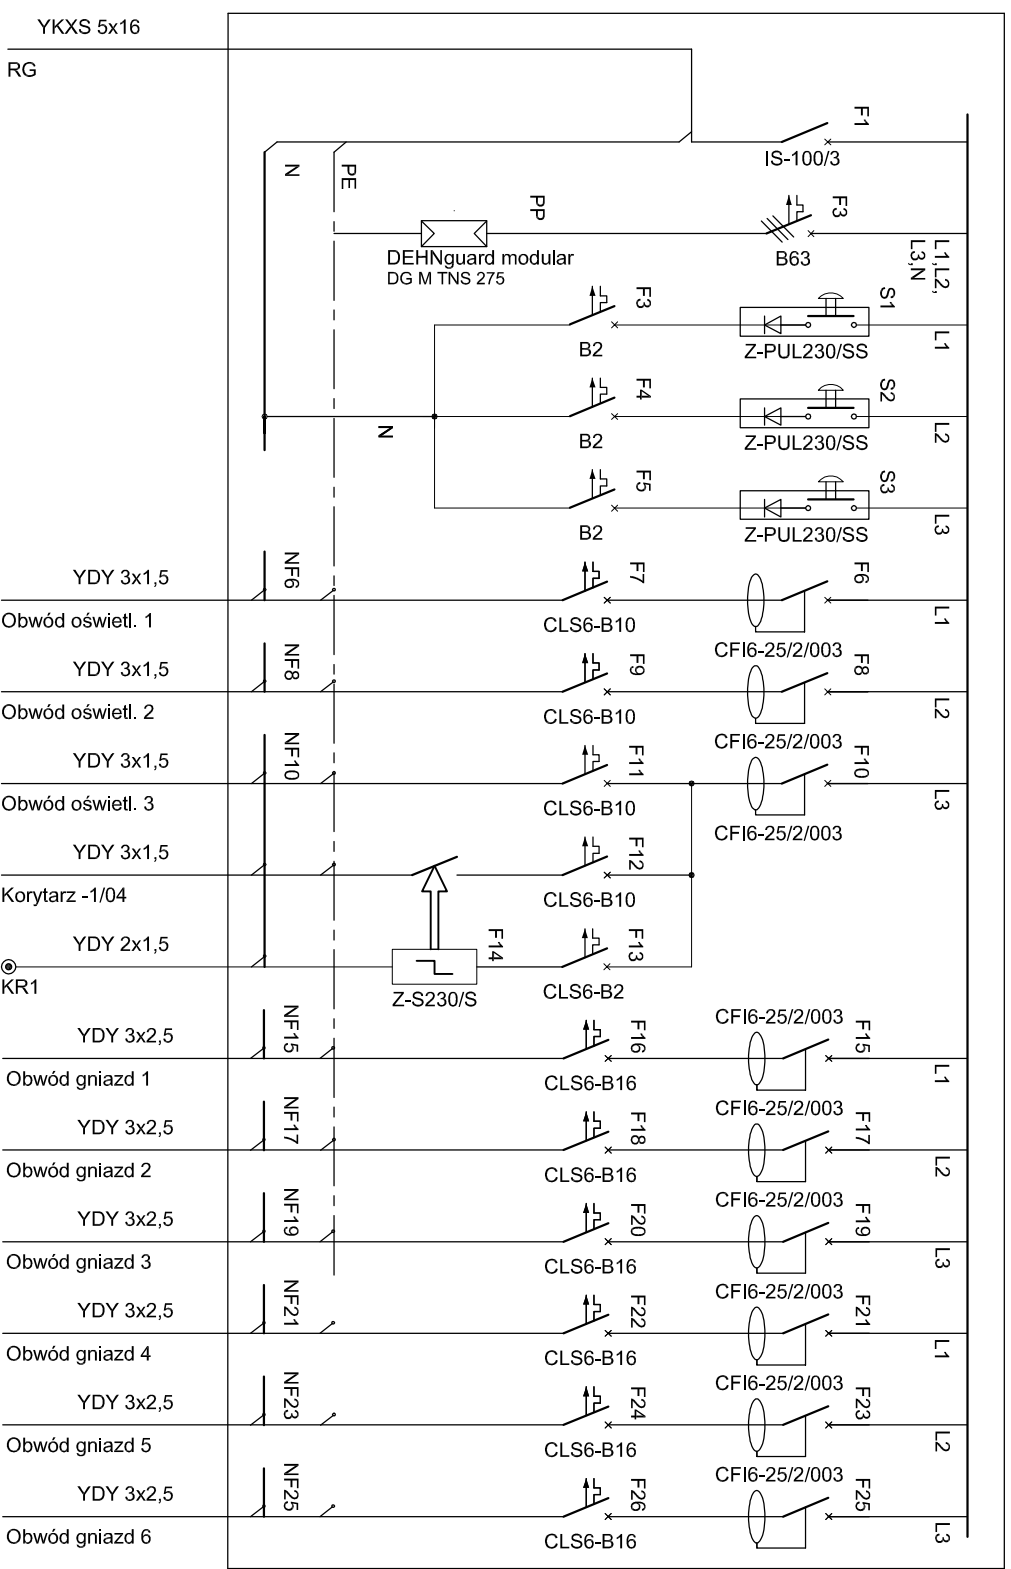 YKXS 5x16
RG
F1
IS-100/3
N
PE
PP
F3
B63
L1,L2,
L3,N
DEHNguard modular
DG M TNS 275
F3
B2
S1
Z-PUL230/SS
L1
N
F4
B2
S2
Z-PUL230/SS
L2
F5
B2
S3
Z-PUL230/SS
L3
YDY 3x1,5
Obwód oświetl. 1
NF6
F7
CLS6-B10
F6
CFI6-25/2/003
L1
YDY 3x1,5
Obwód oświetl. 2
NF8
F9
CLS6-B10
F8
CFI6-25/2/003
L2
YDY 3x1,5
Obwód oświetl. 3
NF10
F11
CLS6-B10
F10
CFI6-25/2/003
L3
YDY 3x1,5
Korytarz -1/04
F12
CLS6-B10
YDY 2x1,5
KR1
F14
Z-S230/S
F13
CLS6-B2
YDY 3x2,5
Obwód gniazd 1
NF15
F16
CLS6-B16
CFI6-25/2/003
F15
L1
YDY 3x2,5
Obwód gniazd 2
NF17
F18
CLS6-B16
CFI6-25/2/003
F17
L2
YDY 3x2,5
Obwód gniazd 3
NF19
F20
CLS6-B16
CFI6-25/2/003
F19
L3
YDY 3x2,5
Obwód gniazd 4
NF21
F22
CLS6-B16
CFI6-25/2/003
F21
L1
YDY 3x2,5
Obwód gniazd 5
NF23
F24
CLS6-B16
CFI6-25/2/003
F23
L2
YDY 3x2,5
Obwód gniazd 6
NF25
F26
CLS6-B16
CFI6-25/2/003
F25
L3